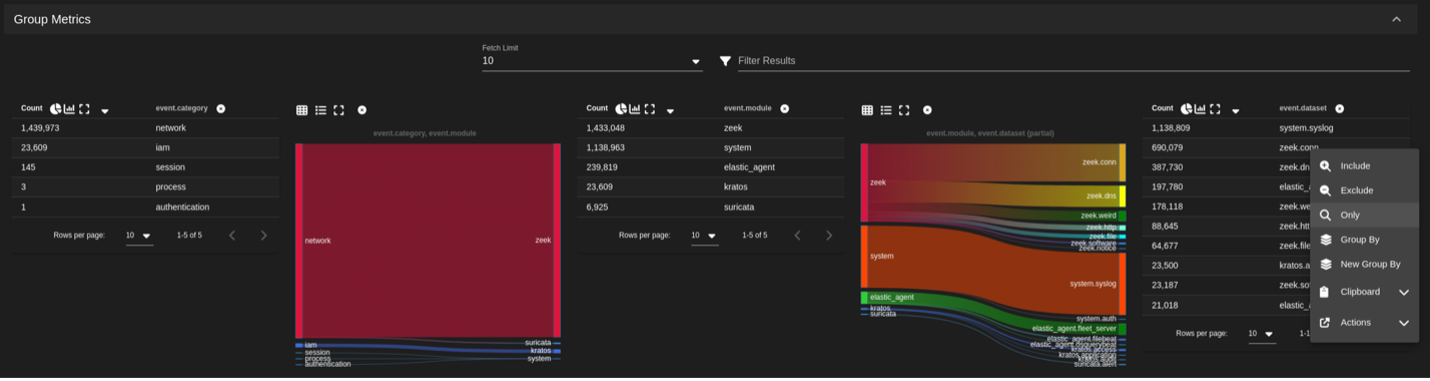 Group Metrics
Fetch Limit
10
Filter Results
Count event.category
1,439,973 network
23,609 iam
145 session
3 process
1 authentication
Rows per page: 10 1-5 of 5
event.category, event.module
network
zeek
iam
session
process
authentication
suricata
kratos
system
Count event.module
1,433,048 zeek
1,138,963 system
239,819 elastic_agent
23,609 kratos
6,925 suricata
Rows per page: 10 1-5 of 5
event.module, event.dataset (partial)
zeek
system
elastic_agent
kratos
suricata
zeek.conn
zeek.dns
zeek.weird
zeek.http
zeek.file
zeek.software
zeek.notice
system.syslog
system.auth
elastic_agent.fleet_server
elastic_agent.filebeat
elastic_agent.osquerybeat
kratos.access
kratos.application
kratos.audit
suricata.alert
Count event.dataset
1,138,809 system.syslog
690,079 zeek.conn
387,730 zeek.dn
197,780 elastic_a
178,118 zeek.we
88,645 zeek.htt
64,677 zeek.file
23,500 kratos.a
23,187 zeek.so
21,018 elastic_a
Rows per page: 10 1-1
Include
Exclude
Only
Group By
New Group By
Clipboard
Actions